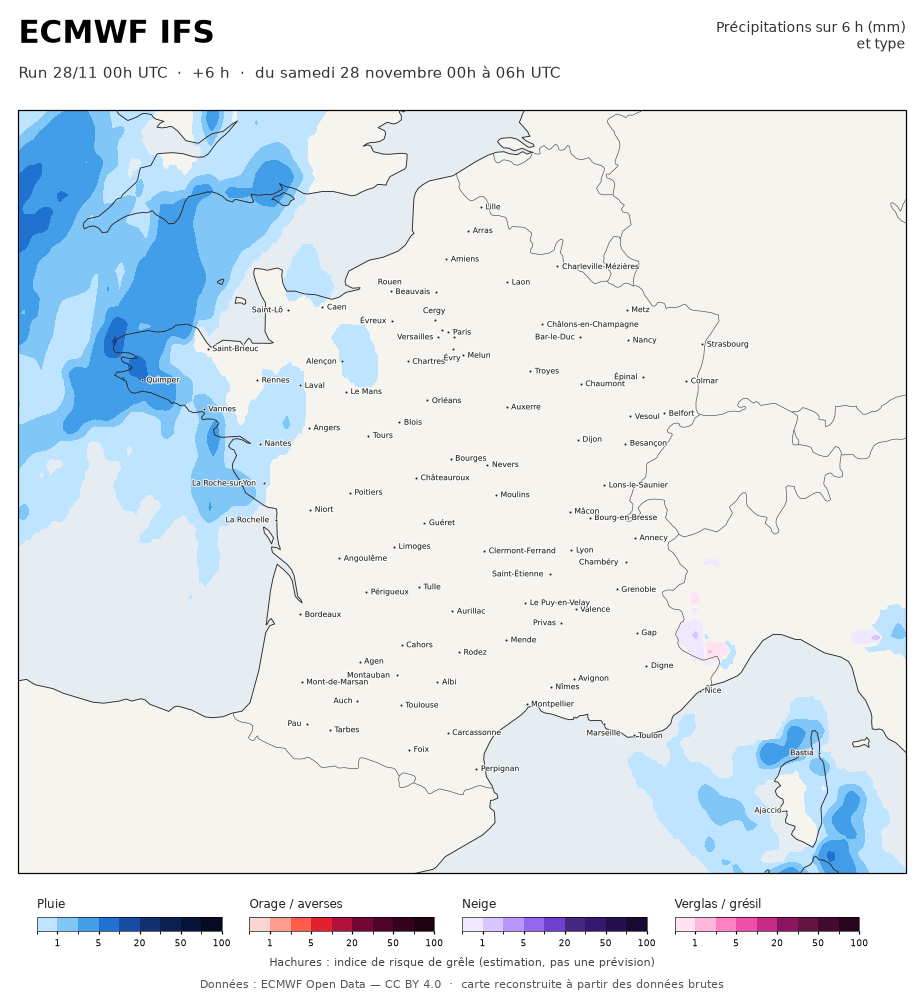 ECMWF IFS
Précipitations sur 6 h (mm)
et type
Run 28/11 00h UTC · +6 h · du samedi 28 novembre 00h à 06h UTC
Lille
Arras
Amiens
Charleville-Mézières
Rouen
Beauvais
Laon
Saint-Lô
Caen
Cergy
Metz
Évreux
Châlons-en-Champagne
Versailles
Paris
Bar-le-Duc
Nancy
Strasbourg
Saint-Brieuc
Alençon
Chartres
Évry
Melun
Quimper
Rennes
Laval
Le Mans
Troyes
Chaumont
Épinal
Colmar
Vannes
Orléans
Auxerre
Vesoul
Belfort
Angers
Blois
Tours
Nantes
Dijon
Besançon
Bourges
Nevers
La Roche-sur-Yon
Châteauroux
Lons-le-Saunier
Poitiers
Moulins
Niort
La Rochelle
Guéret
Mâcon
Bourg-en-Bresse
Annecy
Limoges
Angoulême
Clermont-Ferrand
Lyon
Chambéry
Saint-Étienne
Périgueux
Tulle
Grenoble
Bordeaux
Aurillac
Le Puy-en-Velay
Valence
Privas
Gap
Cahors
Mende
Rodez
Agen
Digne
Montauban
Mont-de-Marsan
Albi
Avignon
Nîmes
Nice
Auch
Toulouse
Montpellier
Pau
Tarbes
Carcassonne
Marseille
Toulon
Foix
Bastia
Perpignan
Ajaccio
Pluie
Orage / averses
Neige
Verglas / grésil
1 5 20 50 100
1 5 20 50 100
1 5 20 50 100
1 5 20 50 100
Hachures : indice de risque de grêle (estimation, pas une prévision)
Données : ECMWF Open Data — CC BY 4.0 · carte reconstruite à partir des données brutes